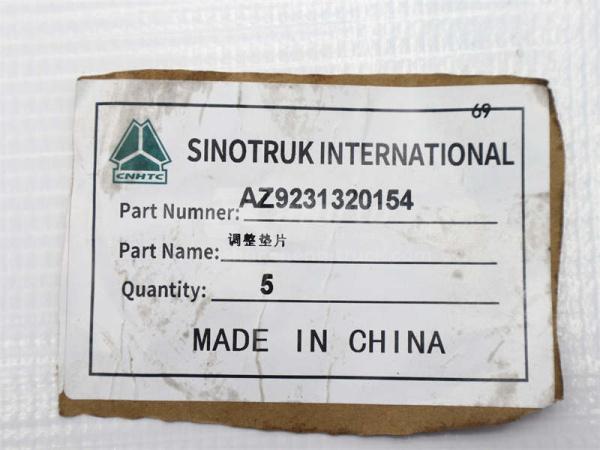 69
SINOTRUK INTERNATIONAL
CNHTC
Part Numner: AZ9231320154
Part Name: 调整垫片
Quantity: 5
MADE IN CHINA